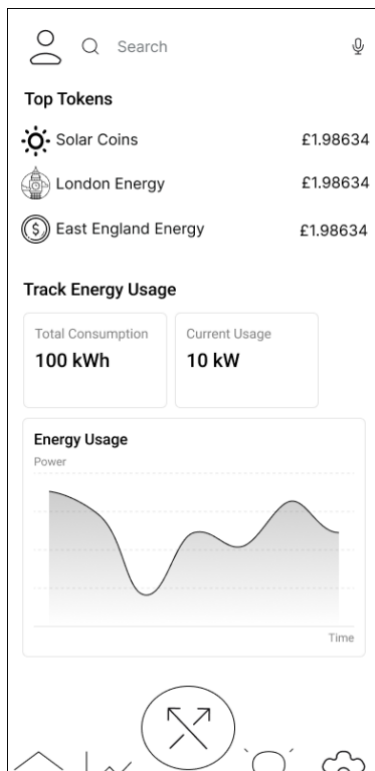 Search
Top Tokens
Solar Coins £1.98634
London Energy £1.98634
East England Energy £1.98634
Track Energy Usage
Total Consumption Current Usage
100 kWh 10 kW
Energy Usage
Power
Time